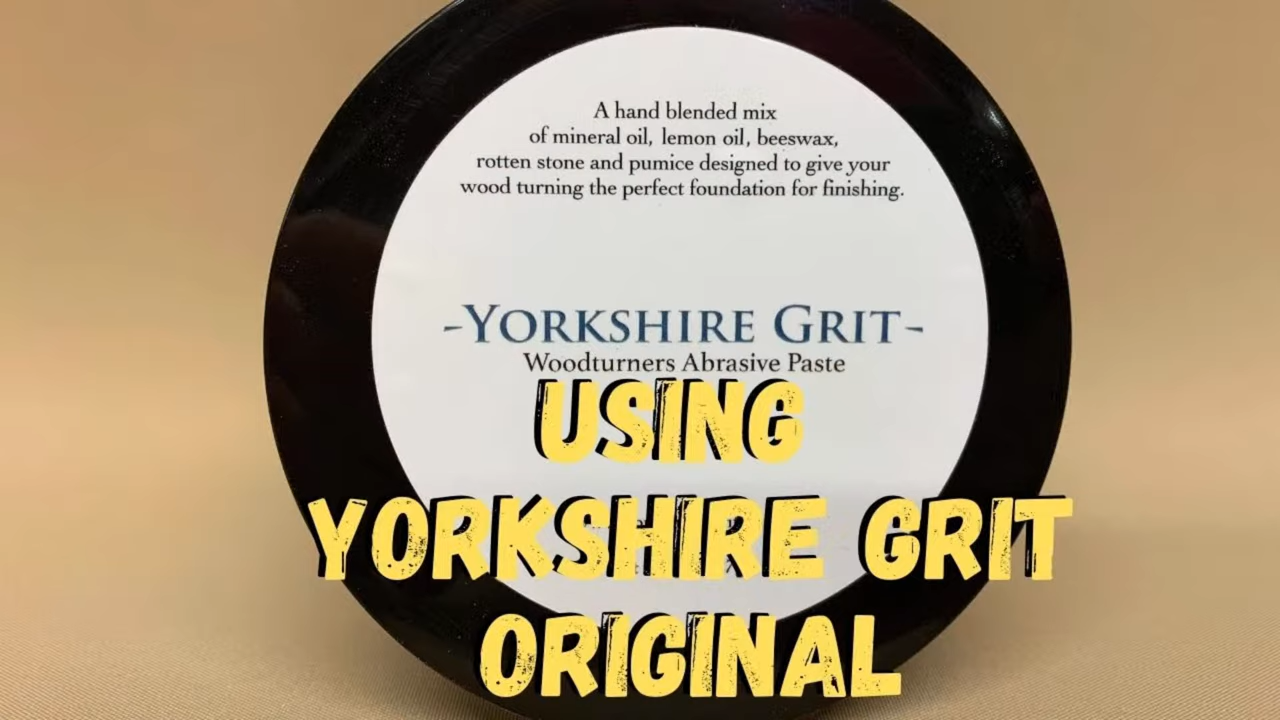 A hand blended mix
of mineral oil, lemon oil, beeswax,
rotten stone and pumice designed to give your
wood turning the perfect foundation for finishing.
-YORKSHIRE GRIT-
Woodturners Abrasive Paste
USING
YORKSHIRE GRIT
ORIGINAL